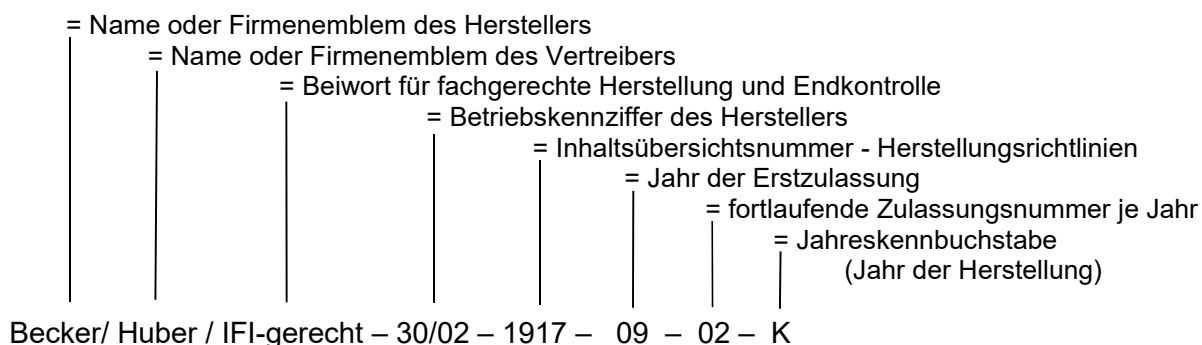 = Name oder Firmenemblem des Herstellers
= Name oder Firmenemblem des Vertreibers
= Beiwort für fachgerechte Herstellung und Endkontrolle
= Betriebskennziffer des Herstellers
= Inhaltsübersichtsnummer - Herstellungsrichtlinien
= Jahr der Erstzulassung
= fortlaufende Zulassungsnummer je Jahr
= Jahreskennbuchstabe
(Jahr der Herstellung)
Becker/ Huber / IFI-gerecht – 30/02 – 1917 – 09 – 02 – K